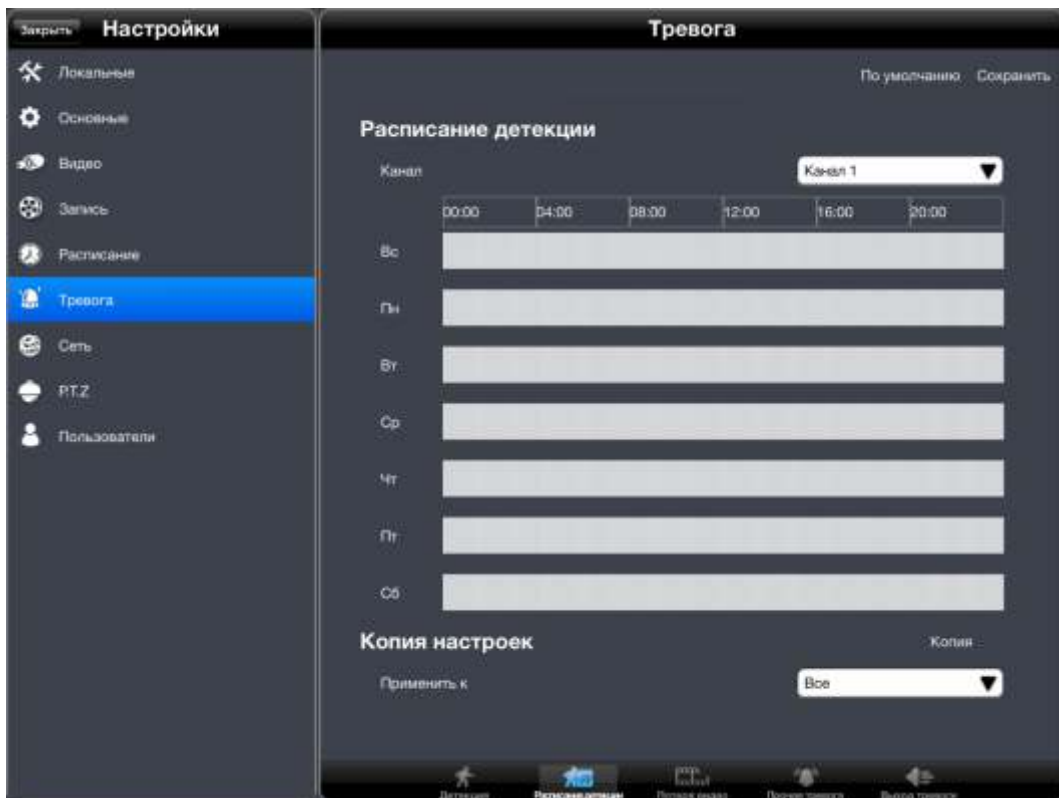 Закрыть Настройки
Тревога
Локальные
Основные
Видео
Запись
Расписание
Тревога
Сеть
P.T.Z
Пользователи
По умолчанию Сохранить
Расписание детекции
Канал Канал 1
00:00 04:00 08:00 12:00 16:00 20:00
Вс
Пн
Вт
Ср
Чт
Пт
Сб
Копия настроек Копия
Применить к Все
Детекция Расписание детекции Потеря видео Прочие тревоги